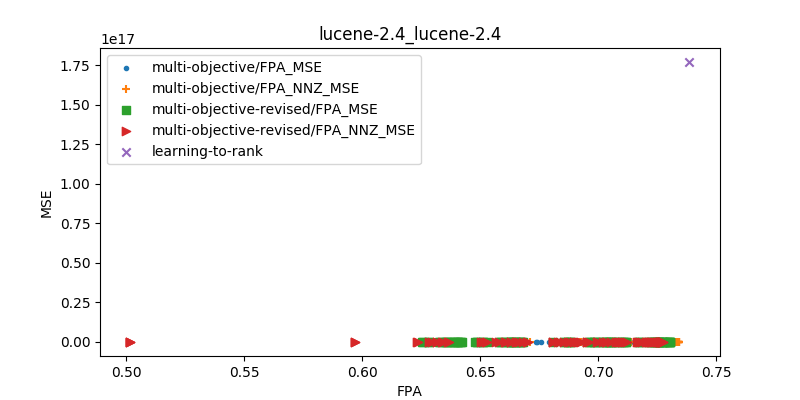 lucene-2.4_lucene-2.4
1e17
multi-objective/FPA_MSE
multi-objective/FPA_NNZ_MSE
multi-objective-revised/FPA_MSE
multi-objective-revised/FPA_NNZ_MSE
learning-to-rank
1.75
1.50
1.25
1.00
0.75
0.50
0.25
0.00
MSE
0.50 0.55 0.60 0.65 0.70 0.75
FPA